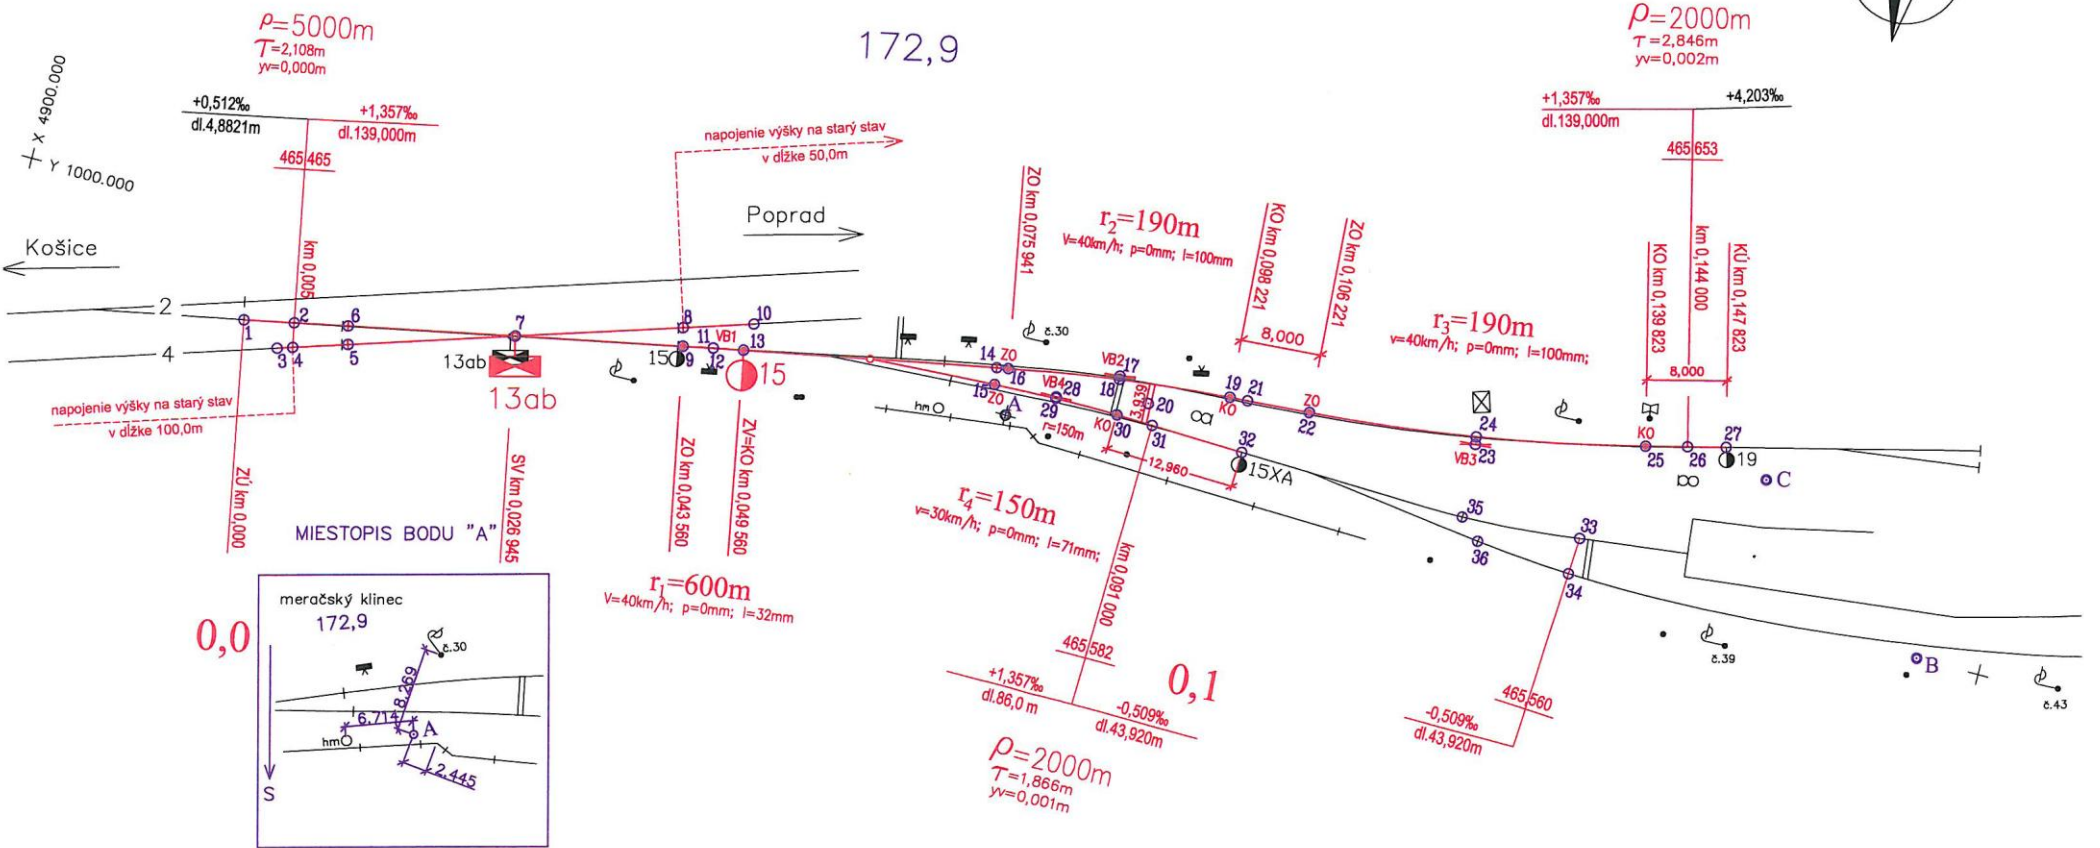 ρ=5000m
T=2,108m
yv=0,000m
172,9
ρ=2000m
T=2,846m
yv=0,002m
X 4900.000
Y 1000.000
+0,512‰
dl.4,8821m
+1,357‰
dl.139,000m
465,465
km 0,005
napojenie výšky na starý stav
v dĺžke 50,0m
+1,357‰
dl.139,000m
+4,203‰
465,653
km 0,144 000
Košice
Poprad
ZO km 0,075 941
r₂=190m
V=40km/h; p=0mm; I=100mm
KO km 0,098 221
ZO km 0,106 221
8,000
r₃=190m
v=40km/h; p=0mm; I=100mm;
KO km 0,139 823
KÚ km 0,147 823
8,000
2
4
1
2
3
4
5
6
7
8
9
10
11
12
13
VB1
13ab
13ab
15
15
č.30
14
ZO
16
15
ZO
A
VB4
28
29
VB2
17
18
3,939
20
KO
30
31
r=150m
12,960
19
21
KO
ZO
22
32
15XA
24
VB3
23
KO
25
26
27
19
C
hm
napojenie výšky na starý stav
v dĺžke 100,0m
ZÚ km 0,000
SV km 0,026 945
ZO km 0,043 560
ZV=KO km 0,049 560
r₁=600m
V=40km/h; p=0mm; I=32mm
r₄=150m
v=30km/h; p=0mm; I=71mm;
km 0,091 000
465,582
+1,357‰
dl.86,0 m
-0,509‰
dl.43,920m
ρ=2000m
T=1,866m
yv=0,001m
0,0
0,1
35
36
33
34
465,560
-0,509‰
dl.43,920m
č.39
B
č.43
MIESTOPIS BODU "A"
meračský klinec
172,9
č.30
8,269
6.714
hm
A
2.445
S